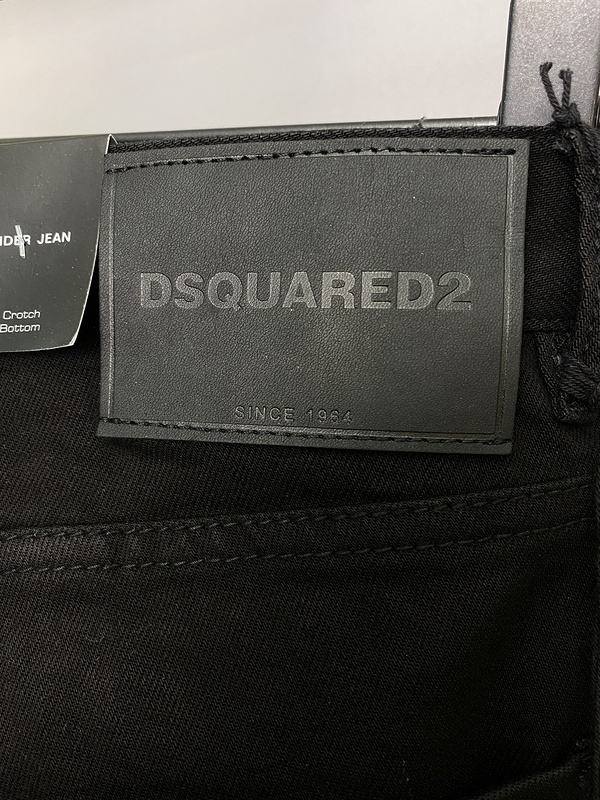 JEAN
Crotch
Bottom
DSQUARED2
SINCE 1964